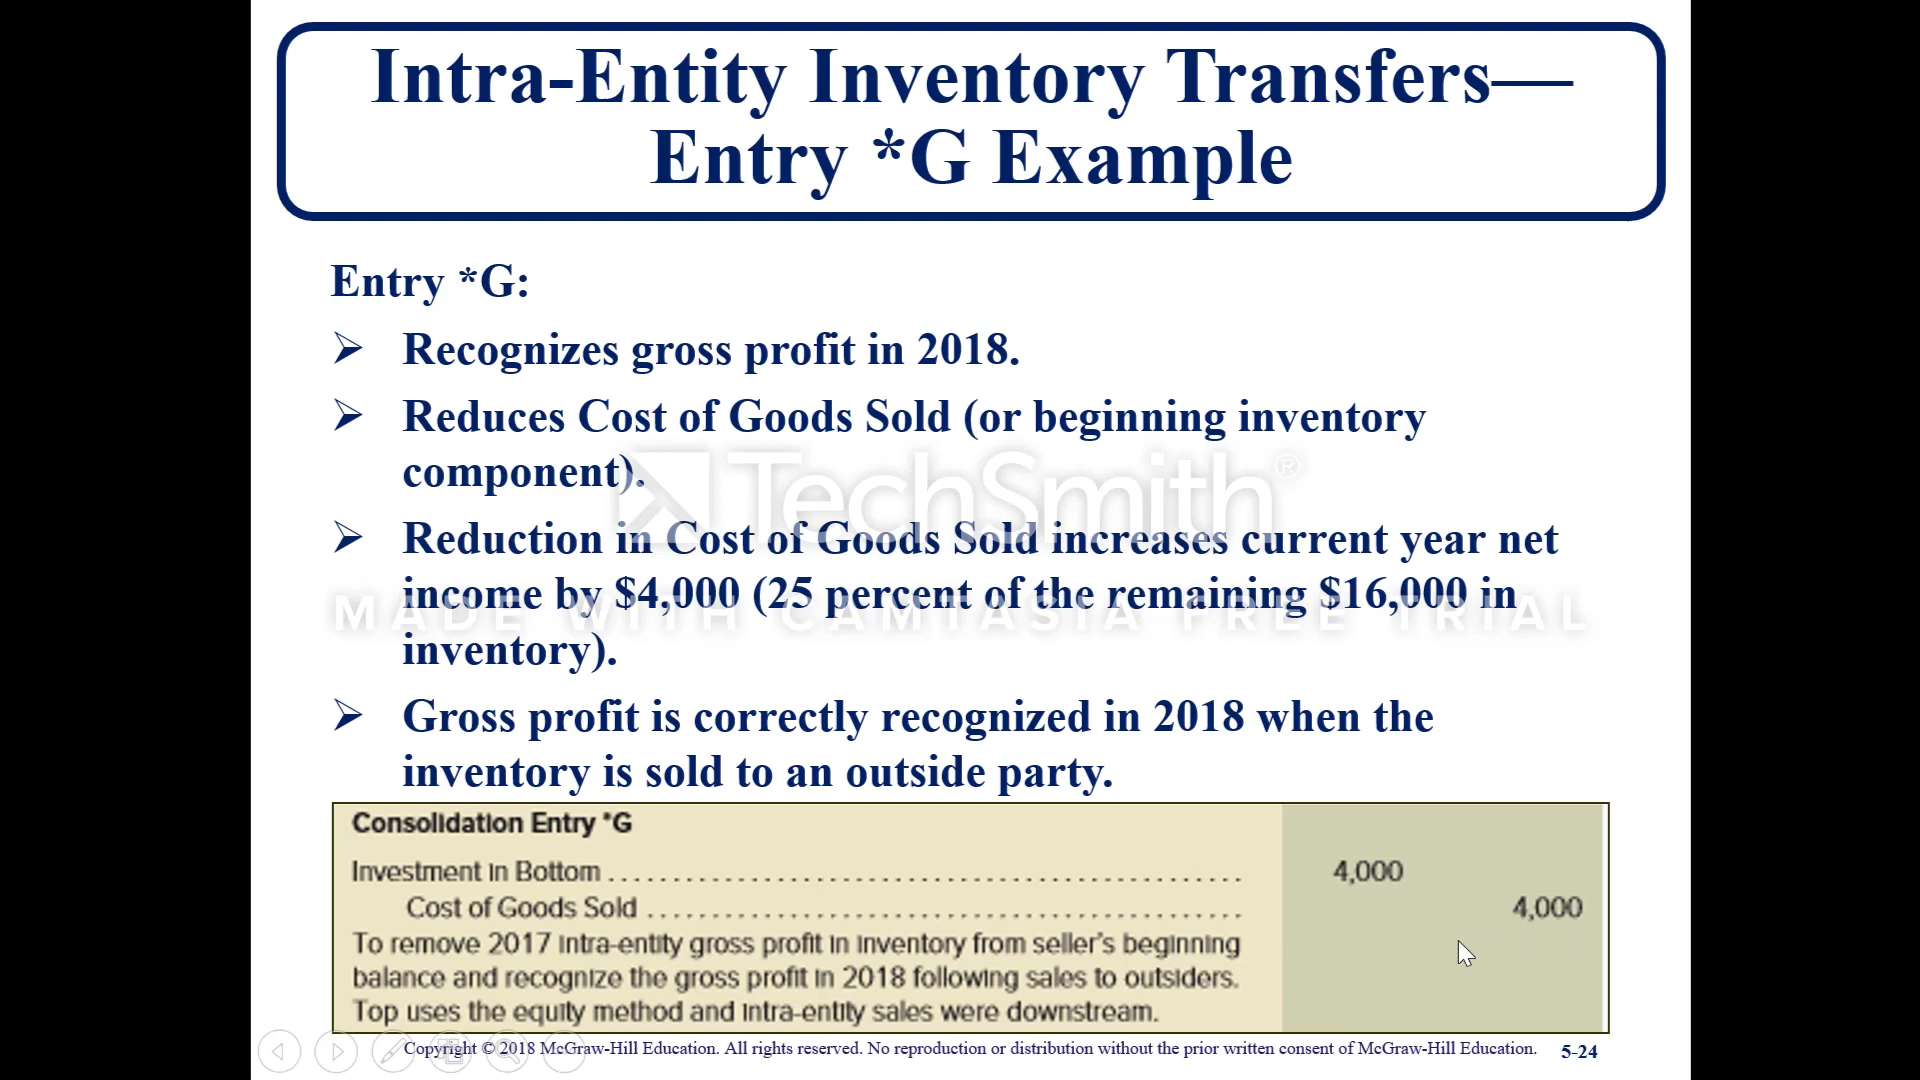 Intra-Entity Inventory Transfers—
Entry *G Example
Entry *G:
Recognizes gross profit in 2018.
Reduces Cost of Goods Sold (or beginning inventory
component).
Reduction in Cost of Goods Sold increases current year net
income by $4,000 (25 percent of the remaining $16,000 in
inventory).
Gross profit is correctly recognized in 2018 when the
inventory is sold to an outside party.
TechSmith®
MADE WITH CAMTASIA FREE TRIAL
Consolidation Entry *G
Investment in Bottom 4,000
Cost of Goods Sold 4,000
To remove 2017 intra-entity gross profit in inventory from seller's beginning
balance and recognize the gross profit in 2018 following sales to outsiders.
Top uses the equity method and intra-entity sales were downstream.
Copyright © 2018 McGraw-Hill Education. All rights reserved. No reproduction or distribution without the prior written consent of McGraw-Hill Education. 5-24